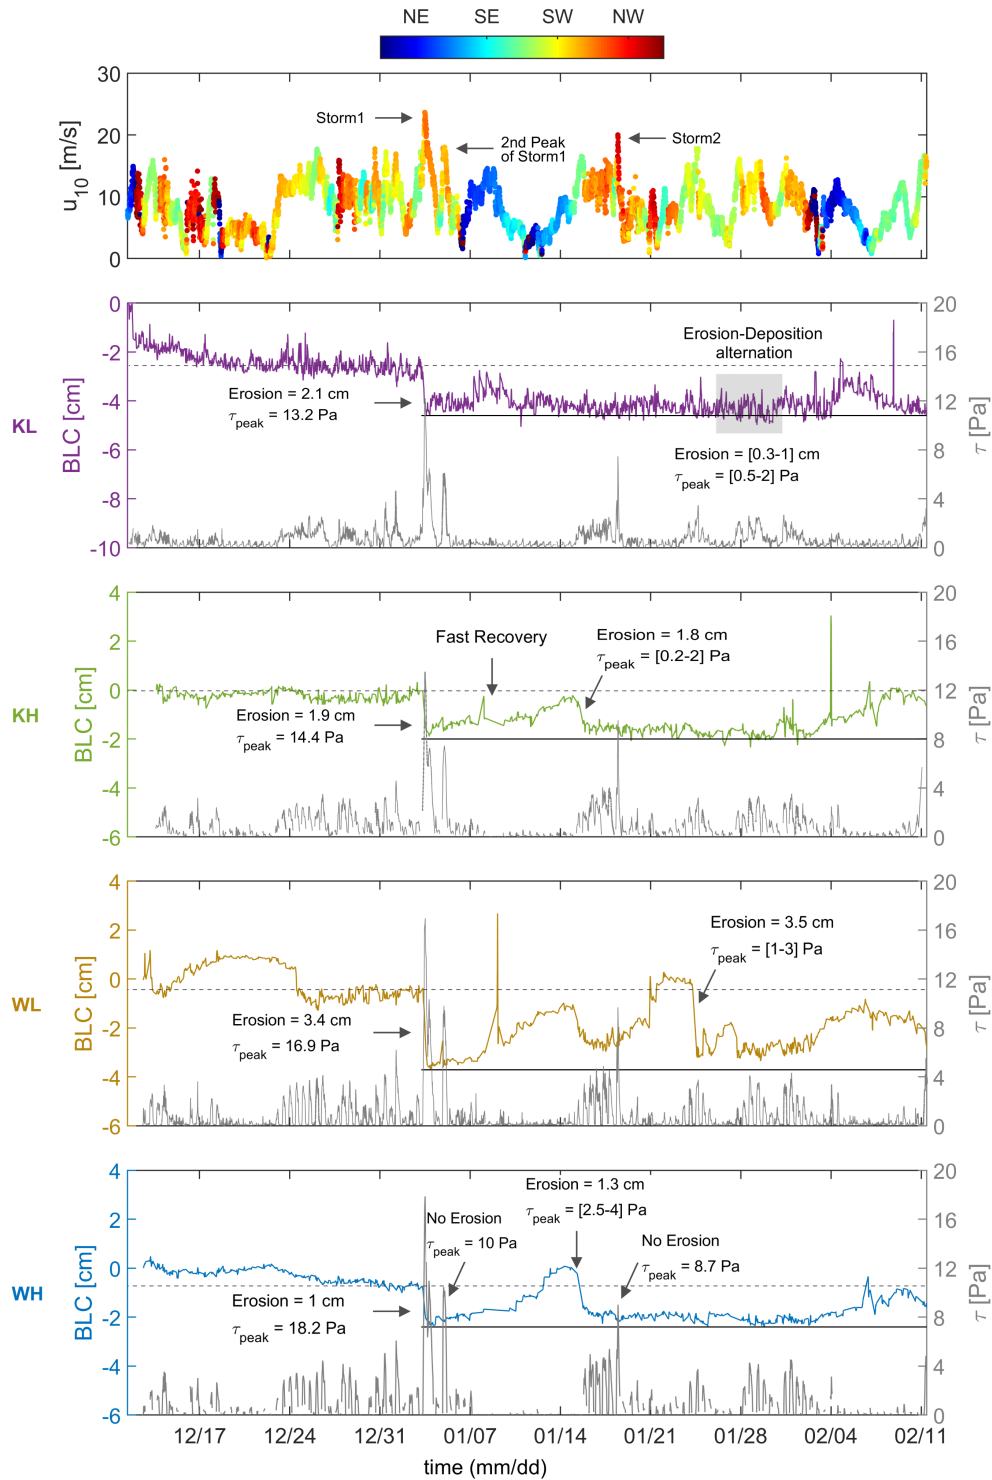 NE SE SW NW
30
20
10
0
u10 [m/s]
Storm1
2nd Peak
of Storm1
Storm2
KL
BLC [cm]
0
-2
-4
-6
-8
-10
20
16
12
8
4
0
τ [Pa]
Erosion-Deposition
alternation
Erosion = 2.1 cm
τpeak = 13.2 Pa
Erosion = [0.3-1] cm
τpeak = [0.5-2] Pa
KH
BLC [cm]
4
2
0
-2
-4
-6
20
16
12
8
4
0
τ [Pa]
Fast Recovery
Erosion = 1.8 cm
τpeak = [0.2-2] Pa
Erosion = 1.9 cm
τpeak = 14.4 Pa
WL
BLC [cm]
4
2
0
-2
-4
-6
20
16
12
8
4
0
τ [Pa]
Erosion = 3.5 cm
τpeak = [1-3] Pa
Erosion = 3.4 cm
τpeak = 16.9 Pa
WH
BLC [cm]
4
2
0
-2
-4
-6
20
16
12
8
4
0
τ [Pa]
Erosion = 1.3 cm
τpeak = [2.5-4] Pa
No Erosion
τpeak = 10 Pa
No Erosion
τpeak = 8.7 Pa
Erosion = 1 cm
τpeak = 18.2 Pa
12/17 12/24 12/31 01/07 01/14 01/21 01/28 02/04 02/11
time (mm/dd)